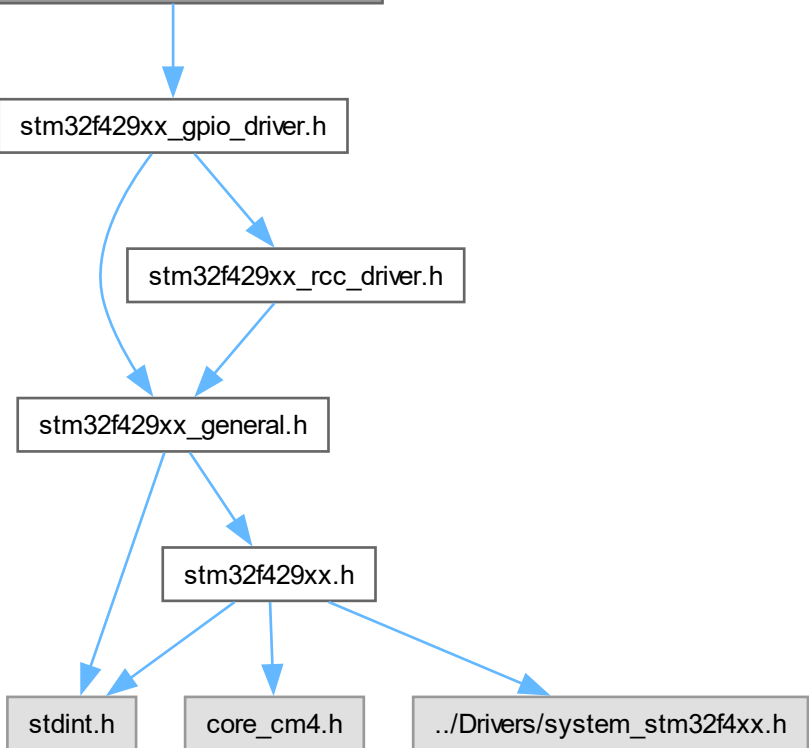 stm32f429xx_gpio_driver.h
stm32f429xx_rcc_driver.h
stm32f429xx_general.h
stm32f429xx.h
stdint.h
core_cm4.h
../Drivers/system_stm32f4xx.h